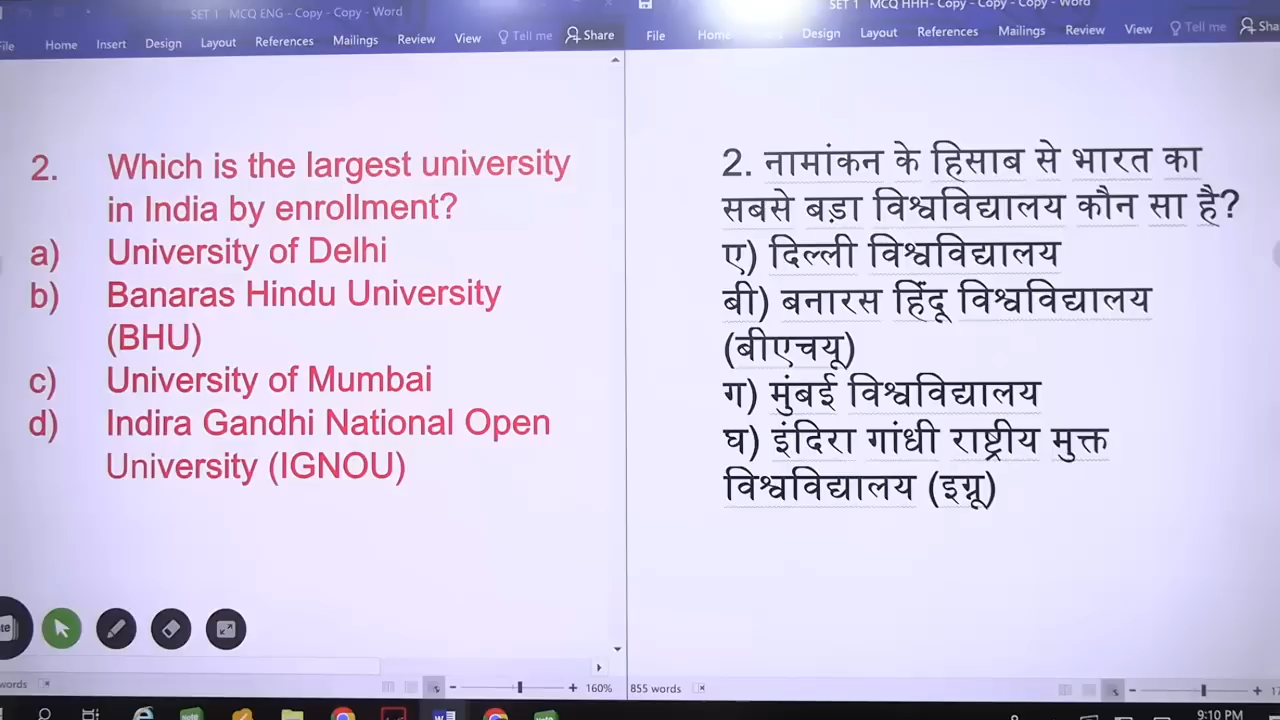 SET 1 MCQ ENG - Copy - Copy - Word
File Home Insert Design Layout References Mailings Review View Tell me Share
2. Which is the largest university
in India by enrollment?
a) University of Delhi
b) Banaras Hindu University
(BHU)
c) University of Mumbai
d) Indira Gandhi National Open
University (IGNOU)
words 160%
SET 1 MCQ HHH- Copy - Copy - Copy - Word
File Home Design Layout References Mailings Review View Tell me Sha
2. नामांकन के हिसाब से भारत का
सबसे बड़ा विश्वविद्यालय कौन सा है?
ए) दिल्ली विश्वविद्यालय
बी) बनारस हिंदू विश्वविद्यालय
(बीएचयू)
ग) मुंबई विश्वविद्यालय
घ) इंदिरा गांधी राष्ट्रीय मुक्त
विश्वविद्यालय (इग्नू)
855 words
9:10 PM